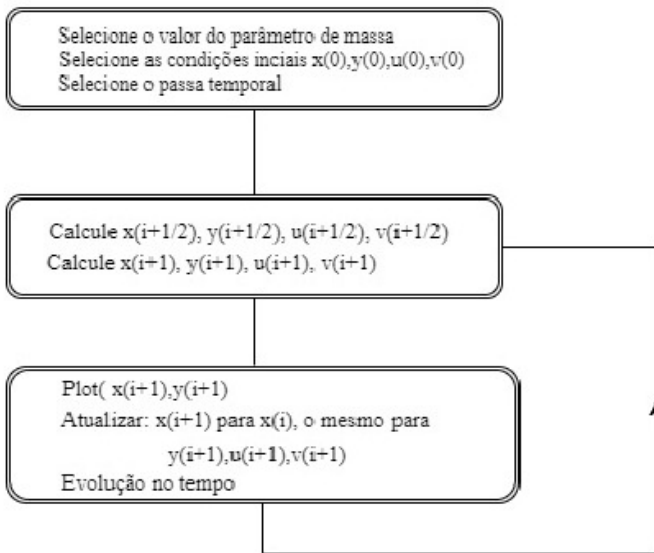 Selecione o valor do parâmetro de massa
Selecione as condições inciais x(0),y(0),u(0),v(0)
Selecione o passa temporal
Calcule x(i+1/2), y(i+1/2), u(i+1/2), v(i+1/2)
Calcule x(i+1), y(i+1), u(i+1), v(i+1)
Plot( x(i+1),y(i+1)
Atualizar: x(i+1) para x(i), o mesmo para
y(i+1),u(i+1),v(i+1)
Evolução no tempo